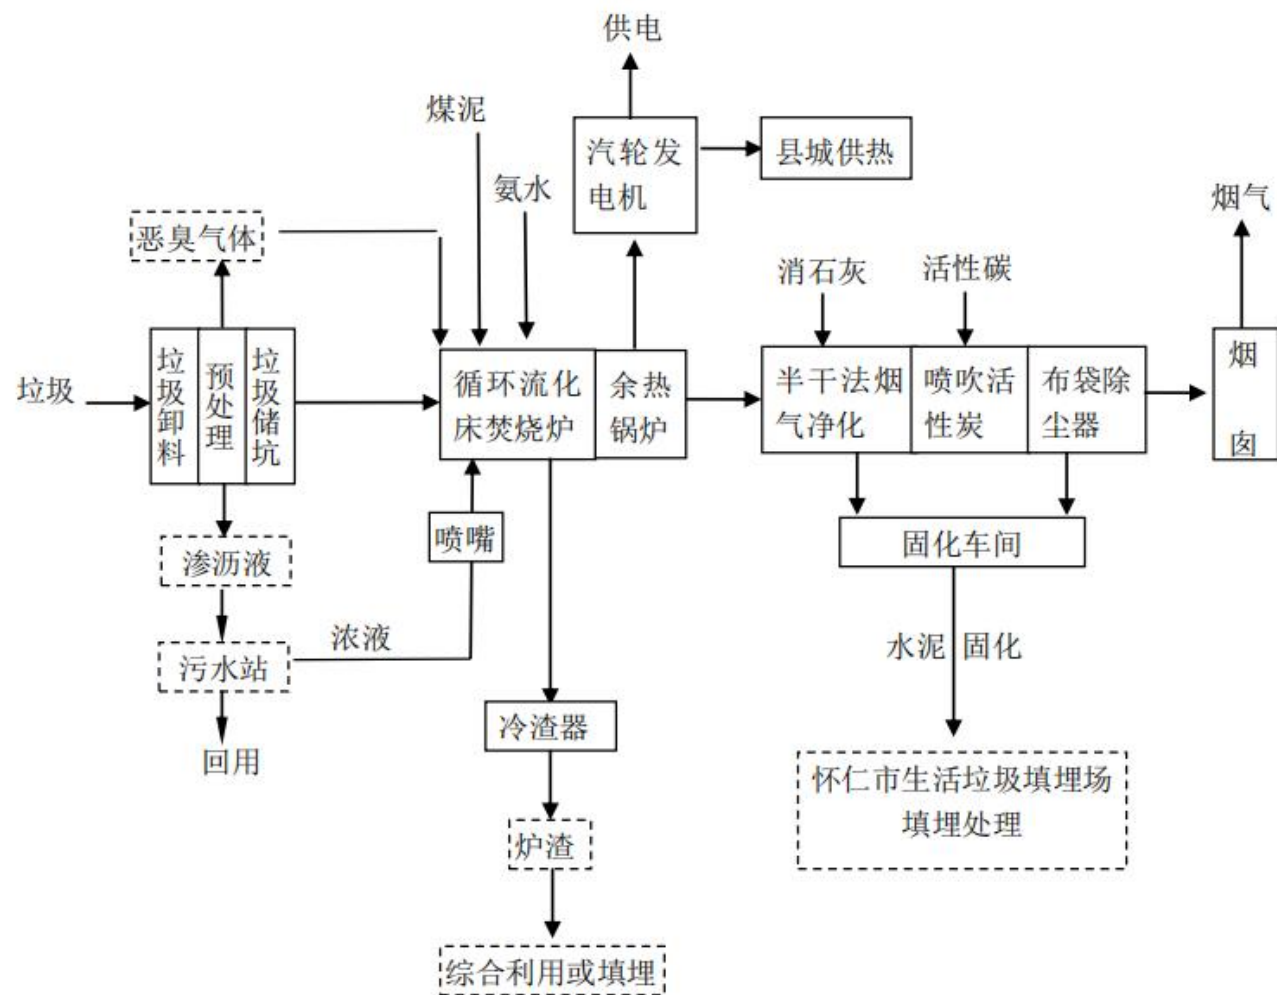 供电
煤泥
汽轮发
电机
县城供热
氨水
烟气
恶臭气体
消石灰
活性碳
垃圾
垃圾卸料
预处理
垃圾储坑
循环流化
床焚烧炉
余热
锅炉
半干法烟
气净化
喷吹活
性炭
布袋除
尘器
烟
囱
喷嘴
固化车间
渗沥液
浓液
水泥 固化
污水站
冷渣器
回用
怀仁市生活垃圾填埋场
填埋处理
炉渣
综合利用或填埋